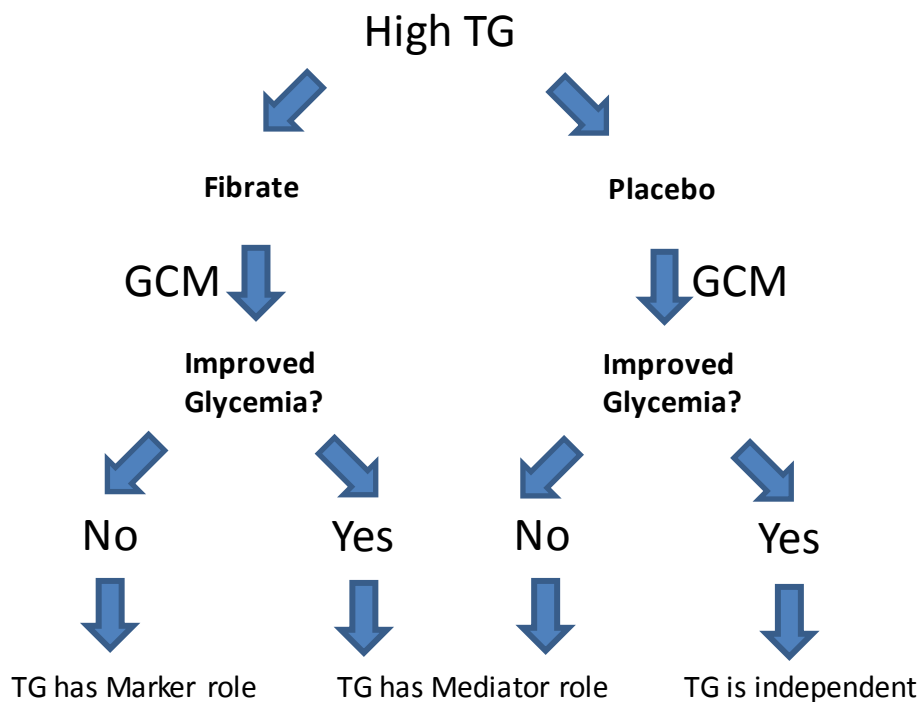 High TG
Fibrate
Placebo
GCM
GCM
Improved
Glycemia?
Improved
Glycemia?
No
Yes
No
Yes
TG has Marker role
TG has Mediator role
TG is independent